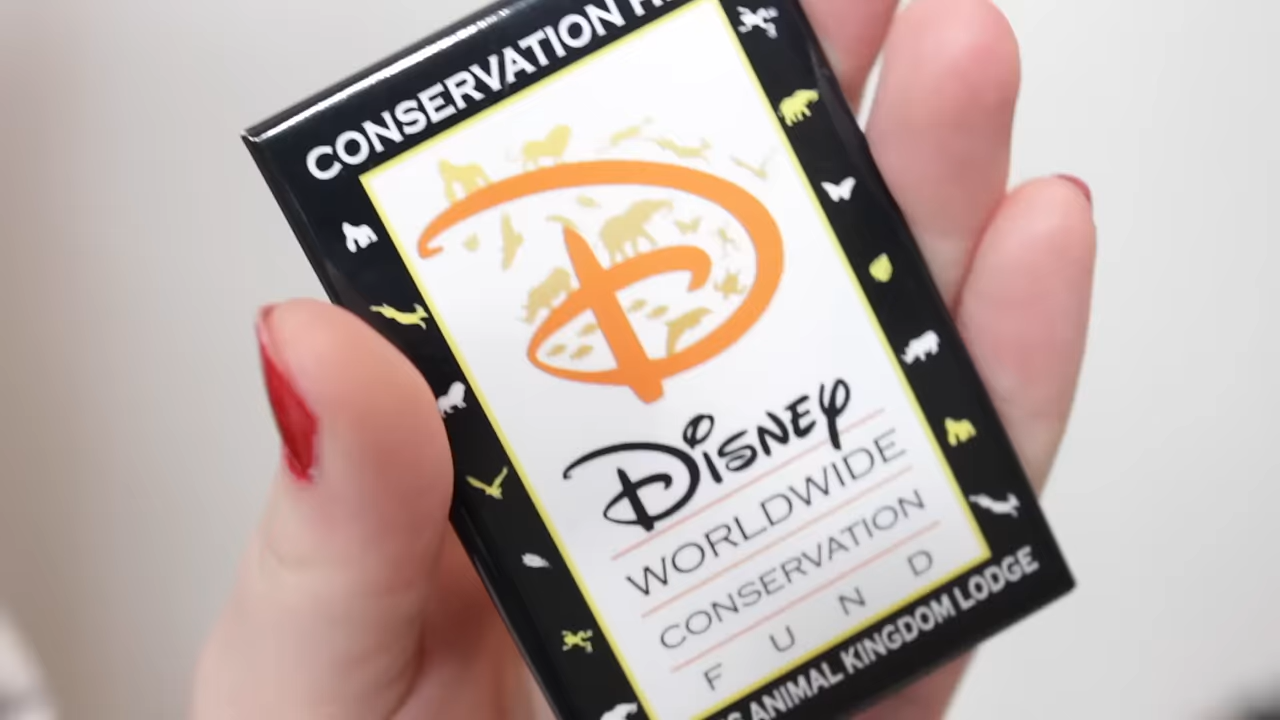 CONSERVATION
DISNEY
WORLDWIDE
CONSERVATION
FUND
ANIMAL KINGDOM LODGE